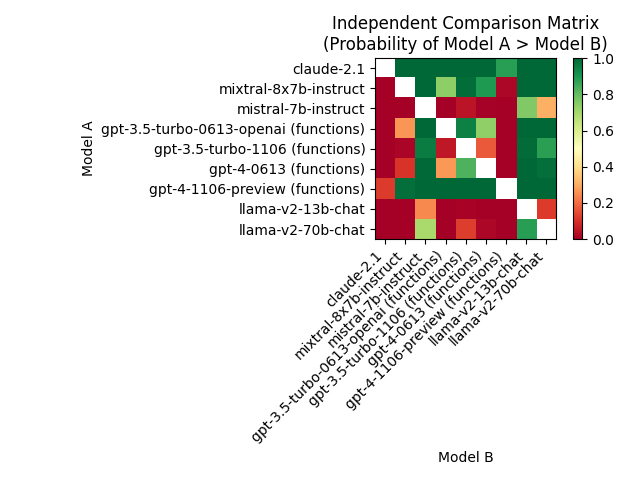 Independent Comparison Matrix
(Probability of Model A > Model B)
Model A
claude-2.1
mixtral-8x7b-instruct
mistral-7b-instruct
gpt-3.5-turbo-0613-openai (functions)
gpt-3.5-turbo-1106 (functions)
gpt-4-0613 (functions)
gpt-4-1106-preview (functions)
llama-v2-13b-chat
llama-v2-70b-chat
1.0
0.8
0.6
0.4
0.2
0.0
claude-2.1
mixtral-8x7b-instruct
mistral-7b-instruct
gpt-3.5-turbo-0613-openai (functions)
gpt-3.5-turbo-1106 (functions)
gpt-4-0613 (functions)
gpt-4-1106-preview (functions)
llama-v2-13b-chat
llama-v2-70b-chat
Model B